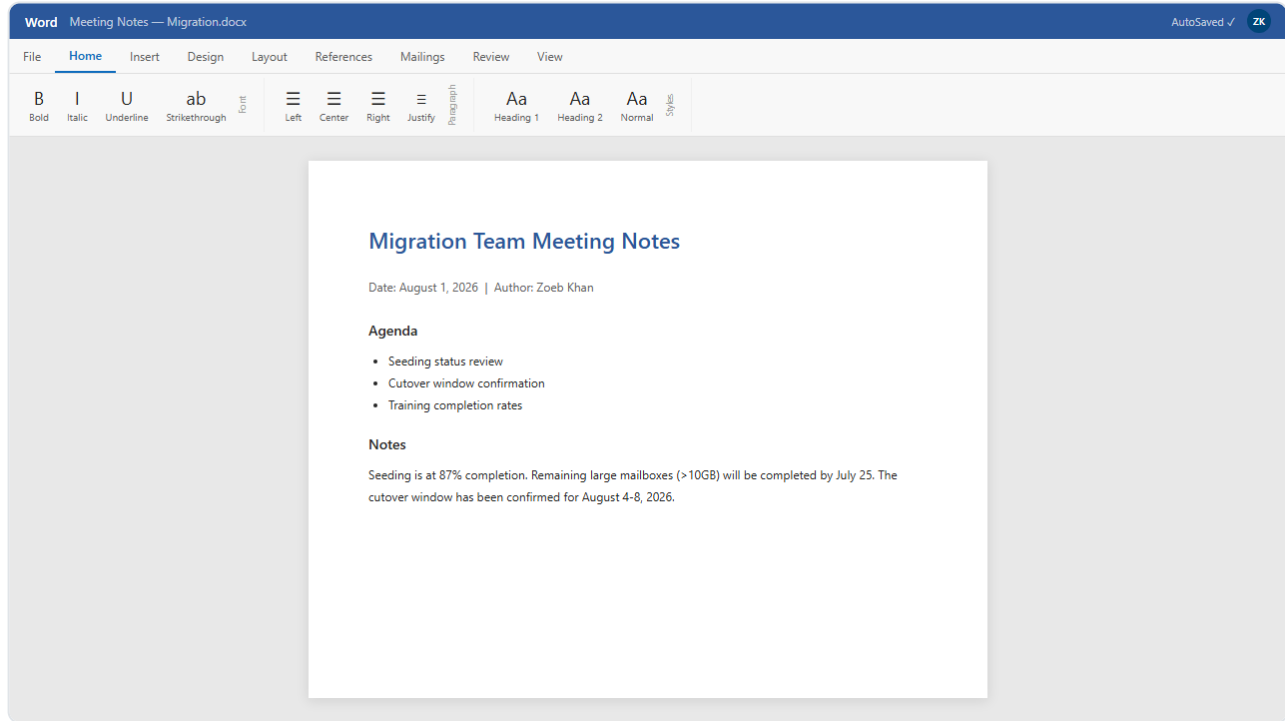 Word Meeting Notes — Migration.docx AutoSaved ✓ ZK
File Home Insert Design Layout References Mailings Review View
B I U ab Font Aa Aa Aa Styles
Bold Italic Underline Strikethrough Left Center Right Justify Paragraph Heading 1 Heading 2 Normal
Migration Team Meeting Notes
Date: August 1, 2026 | Author: Zoeb Khan
Agenda
• Seeding status review
• Cutover window confirmation
• Training completion rates
Notes
Seeding is at 87% completion. Remaining large mailboxes (>10GB) will be completed by July 25. The
cutover window has been confirmed for August 4-8, 2026.